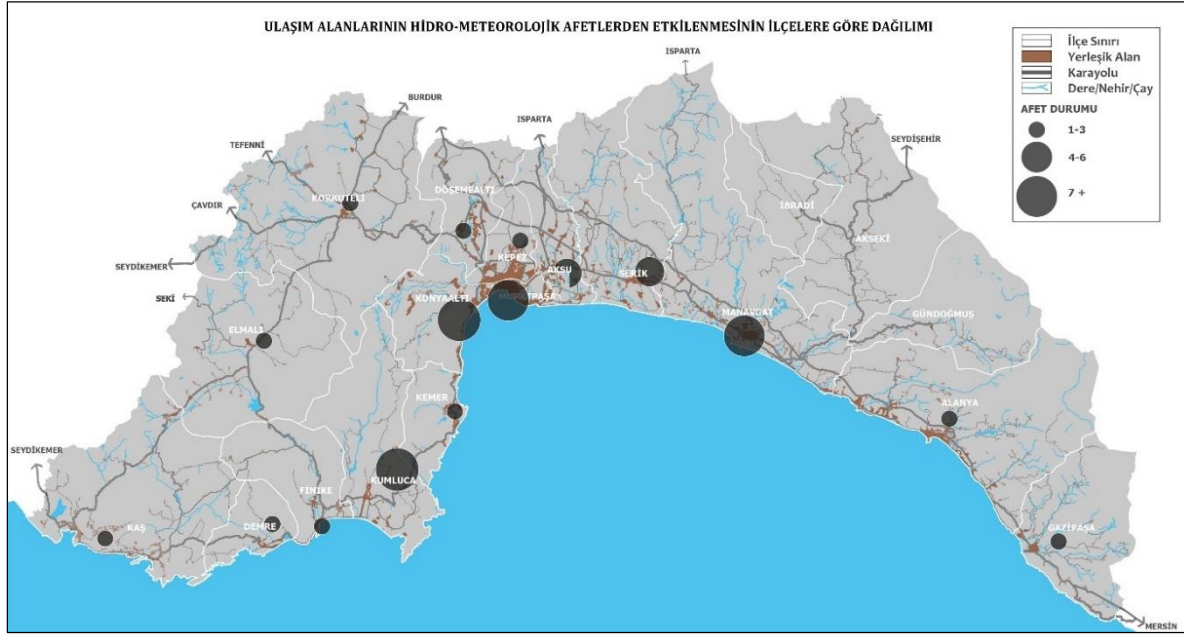 ULAŞIM ALANLARININ HİDRO-METEOROLOJİK AFETLERDEN ETKİLENMESİNİN İLÇELERE GÖRE DAĞILIMI
İlçe Sınırı
Yerleşik Alan
Karayolu
Dere/Nehir/Çay
AFET DURUMU
1-3
4-6
7 +
ISPARTA
BURDUR
ISPARTA
TEFENNİ
SEYDİŞEHİR
ÇAVDIR
KORKUTELİ
DÖŞEMEALTI
İBRADİ
AKSEKİ
SEYDİKEMER
KEPEZ
AKSU
SERİK
SEKİ
KONYAALTI
MURATPAŞA
MANAVGAT
GÜNDOĞMUŞ
ELMALI
KEMER
ALANYA
SEYDİKEMER
KUMLUCA
FİNİKE
KAŞ
DEMRE
GAZİPAŞA
MERSİN